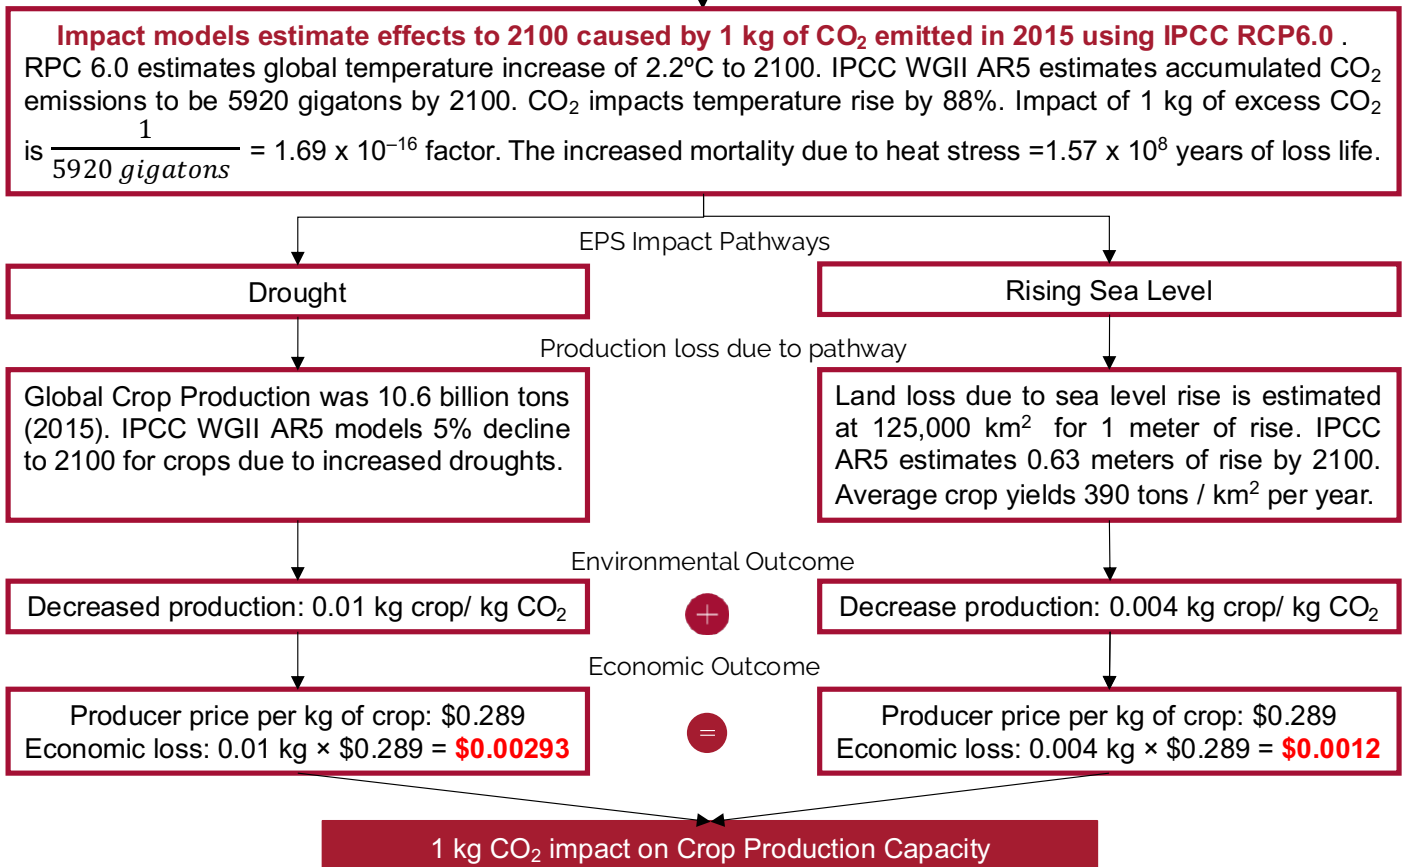 Impact models estimate effects to 2100 caused by 1 kg of CO₂ emitted in 2015 using IPCC RCP6.0 .
RPC 6.0 estimates global temperature increase of 2.2ºC to 2100. IPCC WGII AR5 estimates accumulated CO₂
emissions to be 5920 gigatons by 2100. CO₂ impacts temperature rise by 88%. Impact of 1 kg of excess CO₂
is 1 / 5920 gigatons = 1.69 x 10⁻¹⁶ factor. The increased mortality due to heat stress =1.57 x 10⁸ years of loss life.
EPS Impact Pathways
Drought
Rising Sea Level
Production loss due to pathway
Global Crop Production was 10.6 billion tons
(2015). IPCC WGII AR5 models 5% decline
to 2100 for crops due to increased droughts.
Land loss due to sea level rise is estimated
at 125,000 km² for 1 meter of rise. IPCC
AR5 estimates 0.63 meters of rise by 2100.
Average crop yields 390 tons / km² per year.
Environmental Outcome
Decreased production: 0.01 kg crop/ kg CO₂
+
Decrease production: 0.004 kg crop/ kg CO₂
Economic Outcome
Producer price per kg of crop: $0.289
Economic loss: 0.01 kg × $0.289 = $0.00293
=
Producer price per kg of crop: $0.289
Economic loss: 0.004 kg × $0.289 = $0.0012
1 kg CO₂ impact on Crop Production Capacity